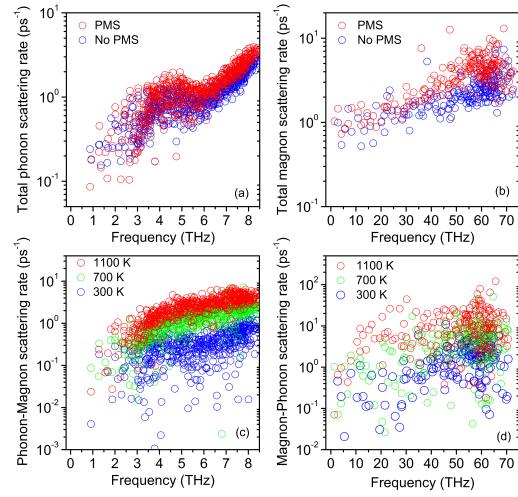 Total phonon scattering rate (ps⁻¹)
10¹
10⁰
10⁻¹
PMS
No PMS
(a)
0 1 2 3 4 5 6 7 8
Frequency (THz)
Total magnon scattering rate (ps⁻¹)
10¹
10⁰
10⁻¹
PMS
No PMS
(b)
0 10 20 30 40 50 60 70
Frequency (THz)
Phonon-Magnon scattering rate (ps⁻¹)
10¹
10⁰
10⁻¹
10⁻²
10⁻³
1100 K
700 K
300 K
(c)
0 1 2 3 4 5 6 7 8
Frequency (THz)
Magnon-Phonon scattering rate (ps⁻¹)
10²
10¹
10⁰
10⁻¹
10⁻²
1100 K
700 K
300 K
(d)
0 10 20 30 40 50 60 70
Frequency (THz)